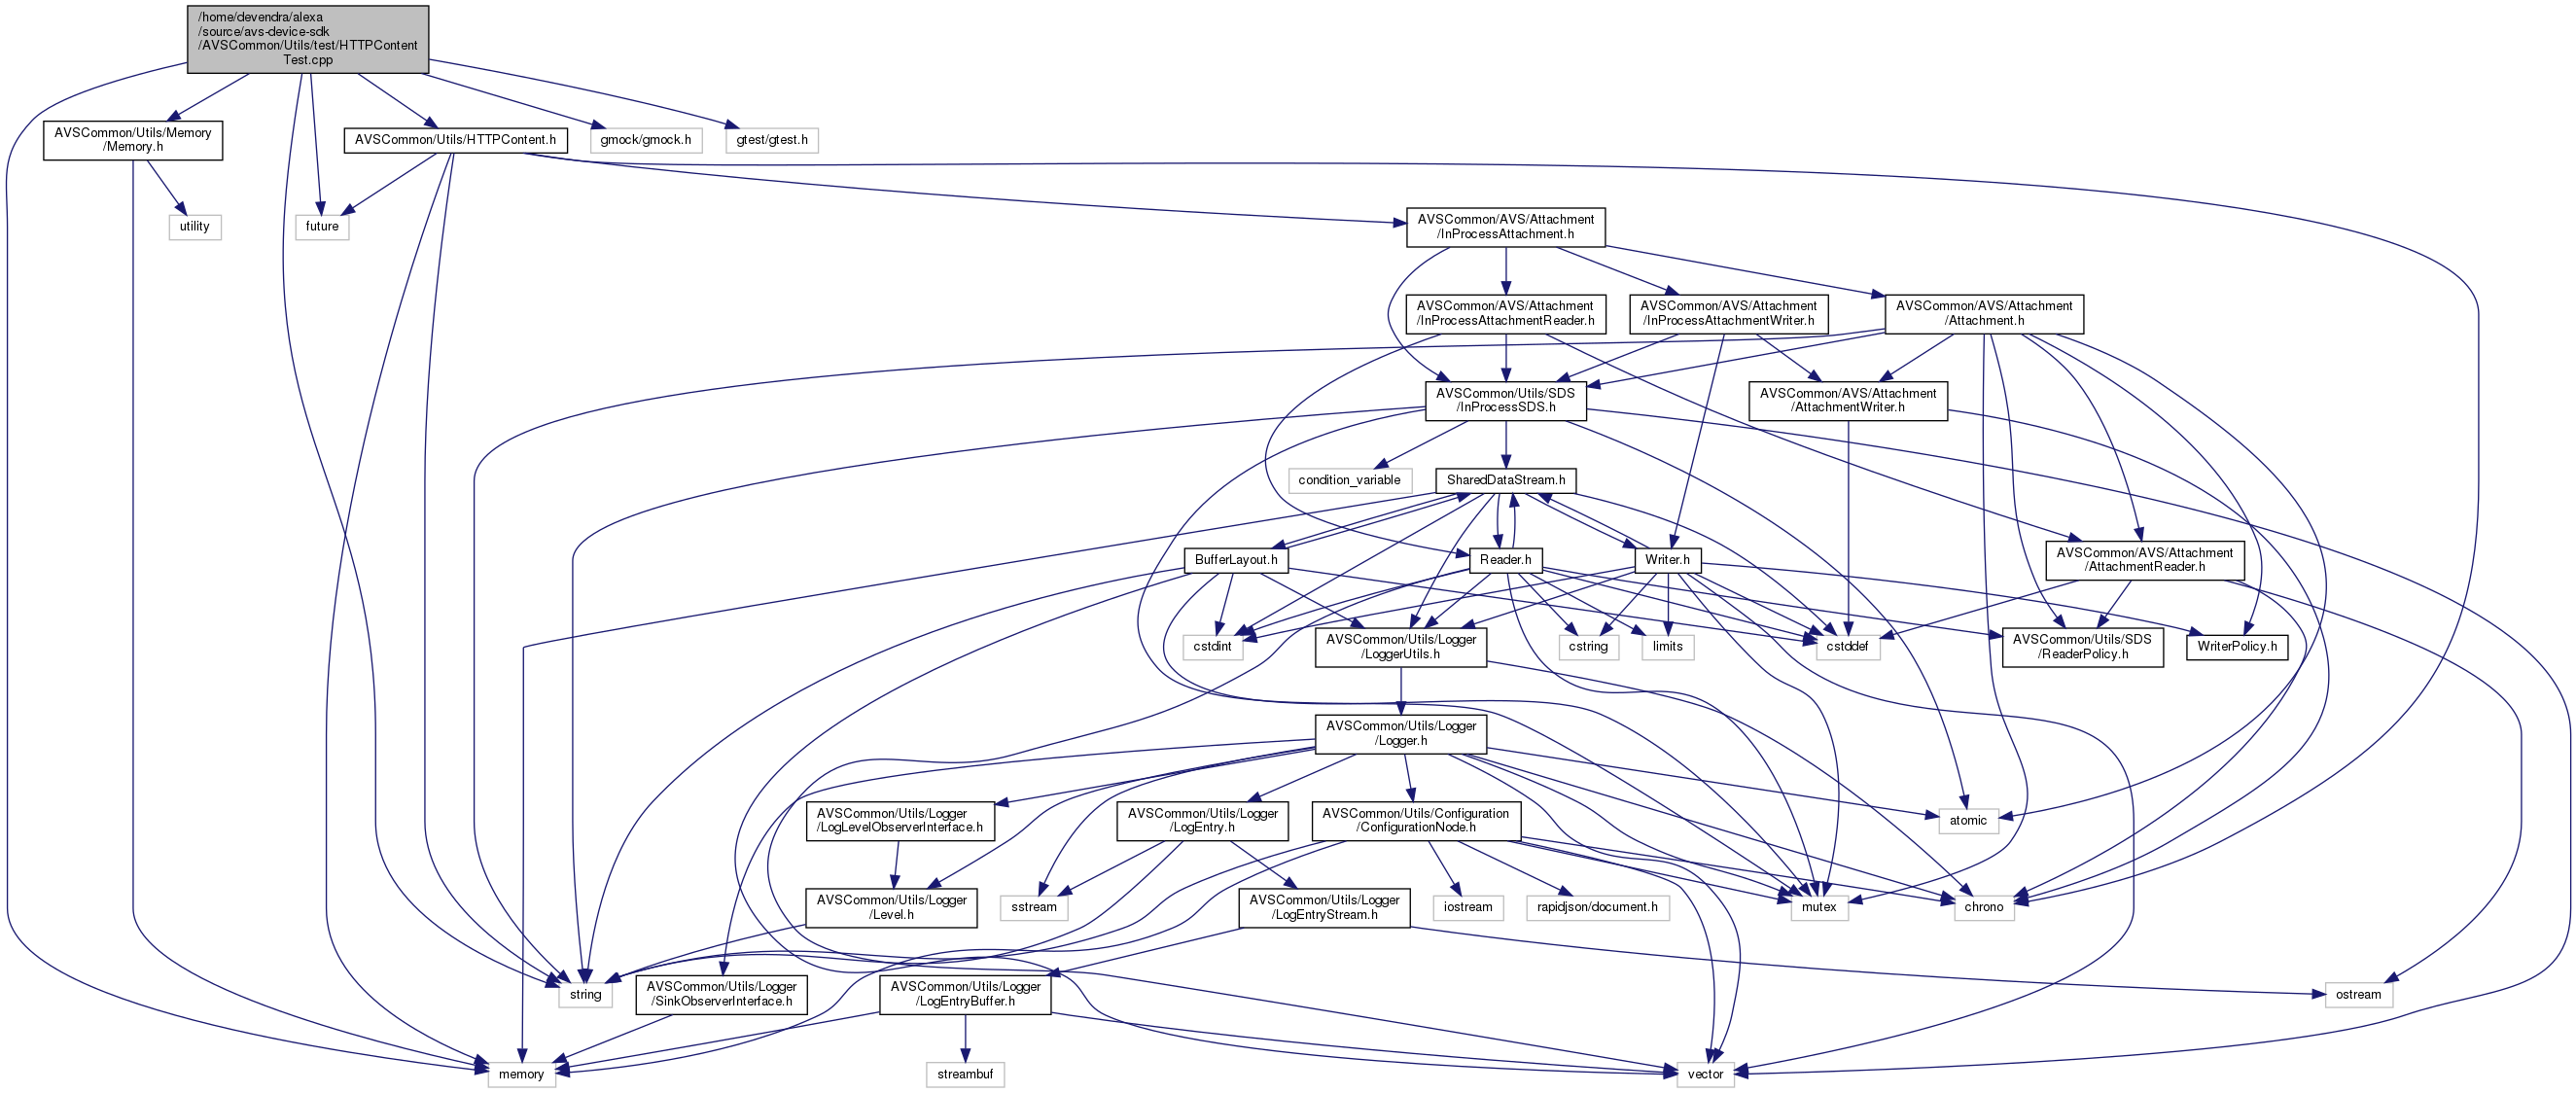 /home/devendra/alexa
/source/avs-device-sdk
/AVSCommon/Utils/test/HTTPContent
Test.cpp
AVSCommon/Utils/Memory
/Memory.h
AVSCommon/Utils/HTTPContent.h
gmock/gmock.h
gtest/gtest.h
utility
future
AVSCommon/AVS/Attachment
/InProcessAttachment.h
AVSCommon/AVS/Attachment
/InProcessAttachmentReader.h
AVSCommon/AVS/Attachment
/InProcessAttachmentWriter.h
AVSCommon/AVS/Attachment
/Attachment.h
AVSCommon/Utils/SDS
/InProcessSDS.h
AVSCommon/AVS/Attachment
/AttachmentWriter.h
condition_variable
SharedDataStream.h
BufferLayout.h
Reader.h
Writer.h
AVSCommon/AVS/Attachment
/AttachmentReader.h
cstdint
AVSCommon/Utils/Logger
/LoggerUtils.h
cstring
limits
cstddef
AVSCommon/Utils/SDS
/ReaderPolicy.h
WriterPolicy.h
AVSCommon/Utils/Logger
/Logger.h
AVSCommon/Utils/Logger
/LogLevelObserverInterface.h
AVSCommon/Utils/Logger
/LogEntry.h
AVSCommon/Utils/Configuration
/ConfigurationNode.h
atomic
AVSCommon/Utils/Logger
/Level.h
sstream
AVSCommon/Utils/Logger
/LogEntryStream.h
iostream
rapidjson/document.h
mutex
chrono
string
AVSCommon/Utils/Logger
/SinkObserverInterface.h
AVSCommon/Utils/Logger
/LogEntryBuffer.h
ostream
memory
streambuf
vector